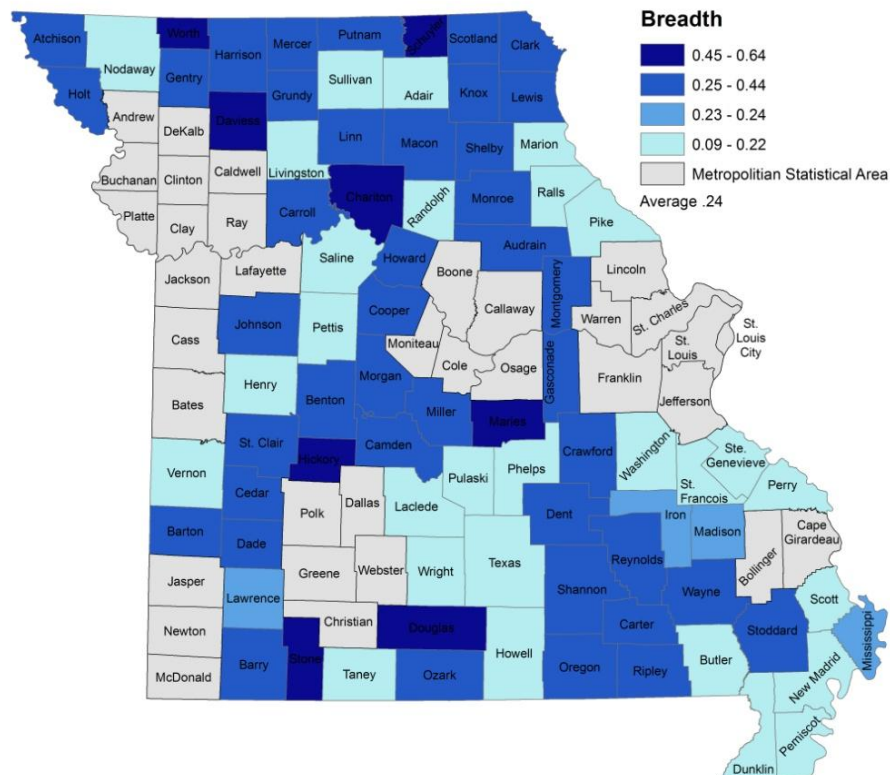 Breadth
0.45 - 0.64
0.25 - 0.44
0.23 - 0.24
0.09 - 0.22
Metropolitian Statistical Area
Average .24
Atchison
Nodaway
Worth
Harrison
Mercer
Putnam
Schuyler
Scotland
Clark
Holt
Gentry
Grundy
Sullivan
Adair
Knox
Lewis
Andrew
DeKalb
Daviess
Linn
Macon
Shelby
Marion
Buchanan
Clinton
Caldwell
Livingston
Chariton
Randolph
Monroe
Ralls
Pike
Platte
Clay
Ray
Carroll
Saline
Howard
Boone
Audrain
Montgomery
Lincoln
Jackson
Lafayette
Cooper
Callaway
Warren
St. Charles
St.
Louis
City
St.
Louis
Cass
Johnson
Pettis
Moniteau
Cole
Osage
Gasconade
Franklin
Jefferson
Bates
Henry
Benton
Morgan
Miller
Maries
Crawford
Washington
Ste.
Genevieve
St.
Francois
Perry
Vernon
St. Clair
Hickory
Camden
Pulaski
Phelps
Cedar
Polk
Dallas
Laclede
Dent
Iron
Madison
Bollinger
Cape
Girardeau
Barton
Dade
Greene
Webster
Wright
Texas
Shannon
Reynolds
Wayne
Scott
Mississippi
Jasper
Lawrence
Christian
Douglas
Carter
Stoddard
Newton
Howell
Butler
New Madrid
McDonald
Barry
Stone
Taney
Ozark
Oregon
Ripley
Pemiscot
Dunklin